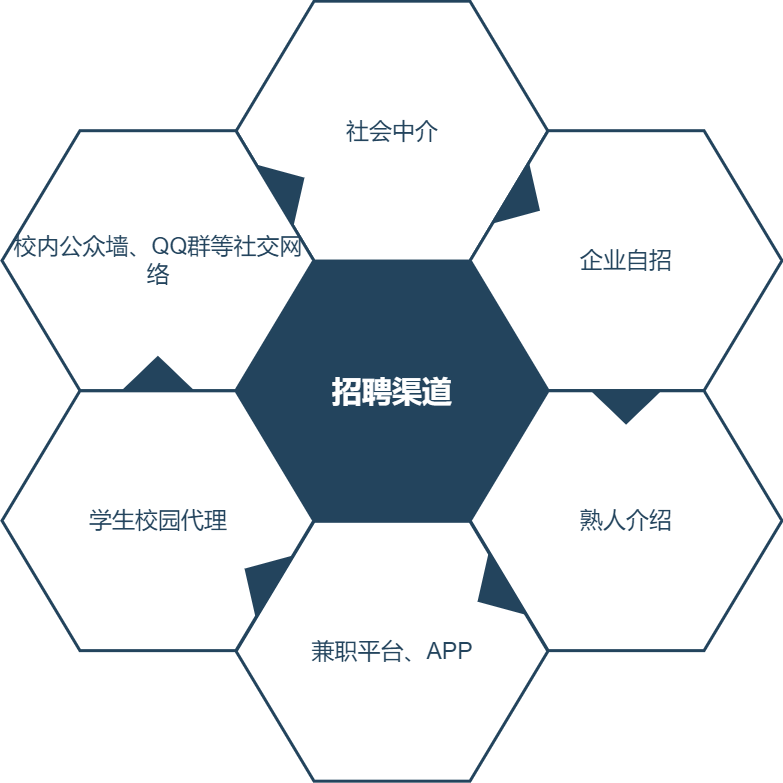 社会中介
校内公众墙、QQ群等社交网
络
企业自招
招聘渠道
学生校园代理
熟人介绍
兼职平台、APP